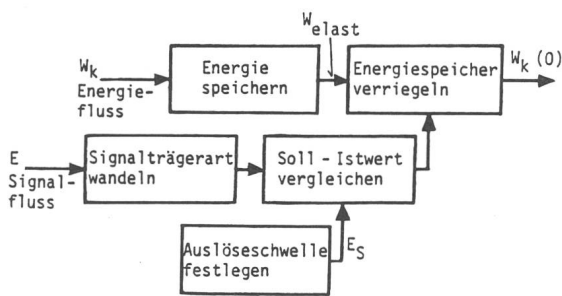 W_elast
W_k
Energie-
fluss
Energie
speichern
Energiespeicher
verriegeln
W_k (O)
E
Signal-
fluss
Signalträgerart
wandeln
Soll - Istwert
vergleichen
Auslöseschwelle
festlegen
E_S